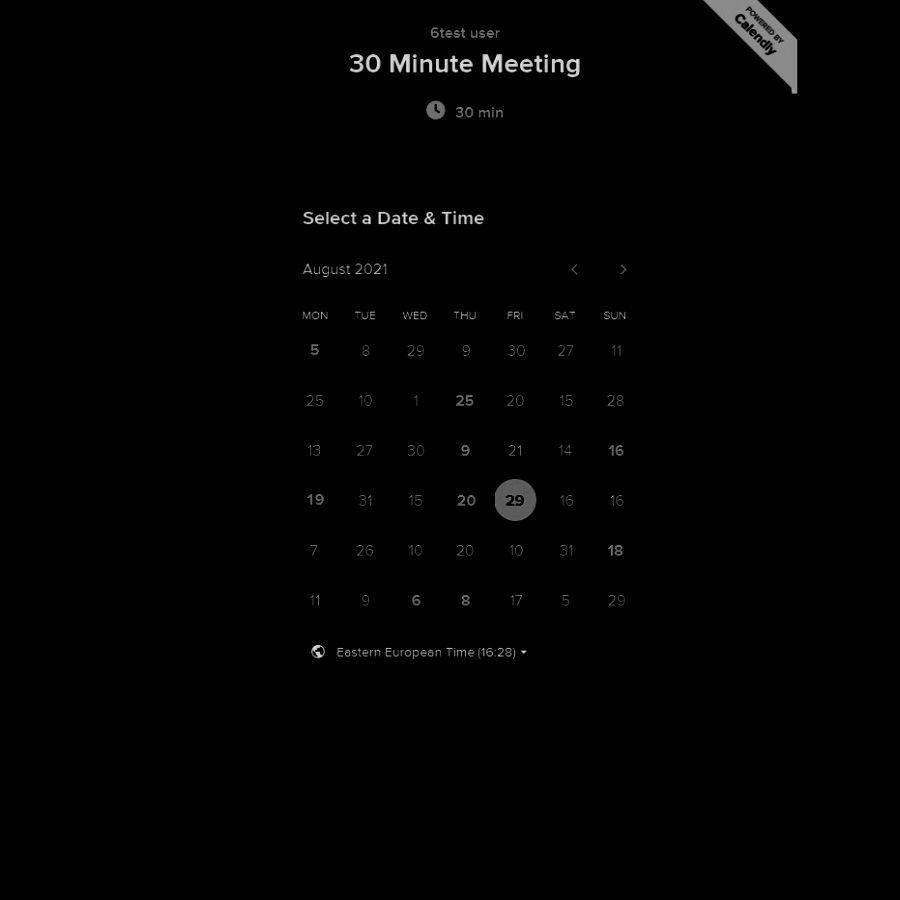 POWERED BY
Calendly
6test user
30 Minute Meeting
30 min
Select a Date & Time
August 2021
MON TUE WED THU FRI SAT SUN
5 8 29 9 30 27 11
25 10 1 25 20 15 28
13 27 30 9 21 14 16
19 31 15 20 29 16 16
7 26 10 20 10 31 18
11 9 6 8 17 5 29
Eastern European Time (16:28)